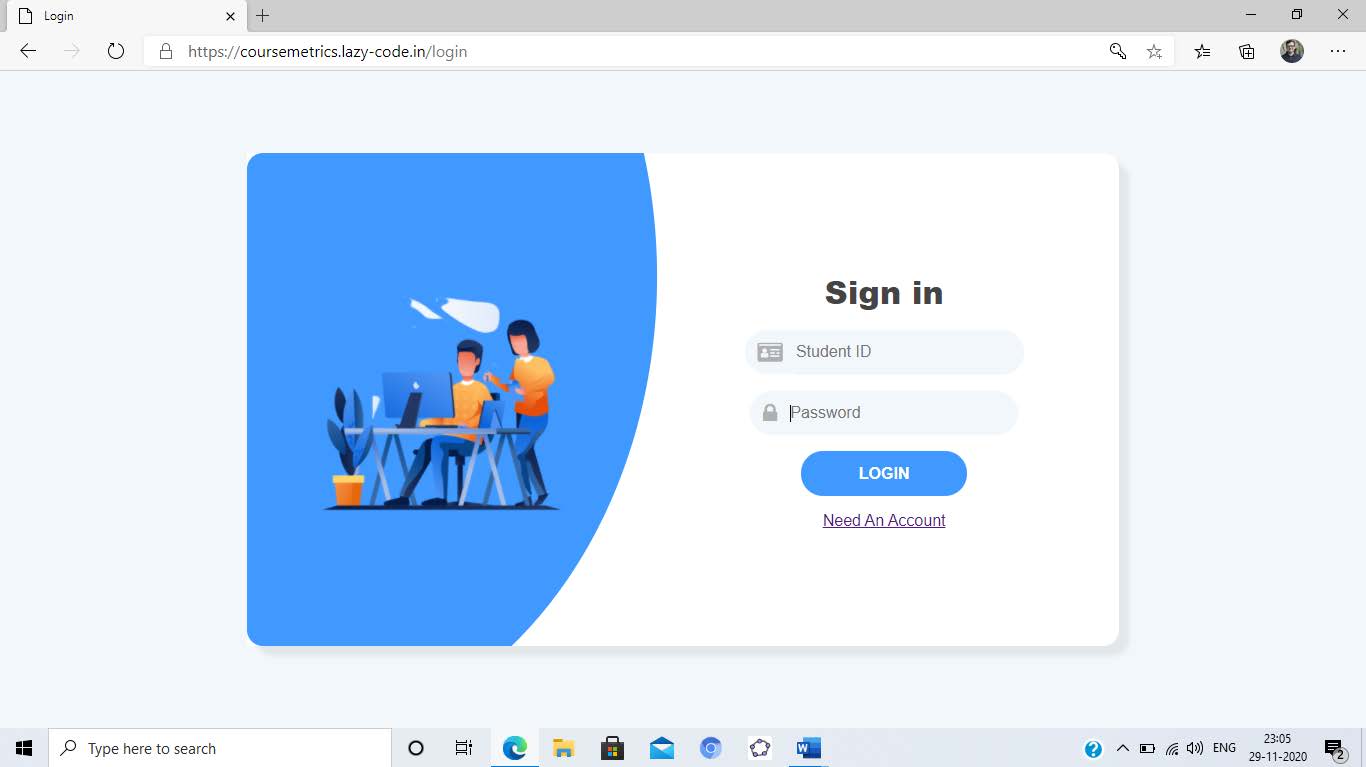 Login
https://coursemetrics.lazy-code.in/login
Sign in
Student ID
Password
LOGIN
Need An Account
Type here to search
W
ENG
23:05
29-11-2020
2